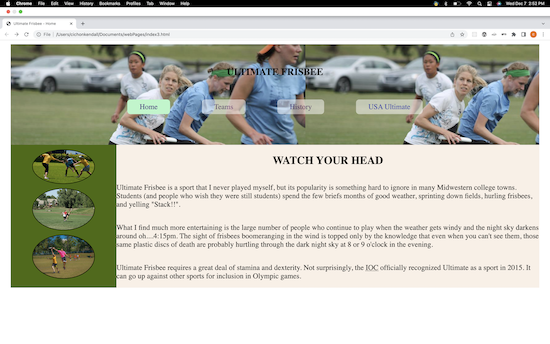 Chrome File Edit View History Bookmarks Profiles Tab Window Help
Wed Dec 7 2:53 PM
Ultimate Frisbee - Home
File /Users/richonkendall/Documents/webPages/index3.html
ULTIMATE FRISBEE
Home Teams History USA Ultimate
WATCH YOUR HEAD
Ultimate Frisbee is a sport that I never played myself, but its popularity is something hard to ignore in many Midwestern college towns.
Students (and people who wish they were still students) spend the few briefs months of good weather, sprinting down fields, hurling frisbees,
and yelling "Stack!!".
What I find much more entertaining is the large number of people who continue to play when the weather gets windy and the night sky darkens
around oh....4:15pm. The sight of frisbees boomeranging in the wind is topped only by the knowledge that even when you can't see them, those
same plastic discs of death are probably hurtling through the dark night sky at 8 or 9 o'clock in the evening.
Ultimate Frisbee requires a great deal of stamina and dexterity. Not surprisingly, the IOC officially recognized Ultimate as a sport in 2015. It
can go up against other sports for inclusion in Olympic games.